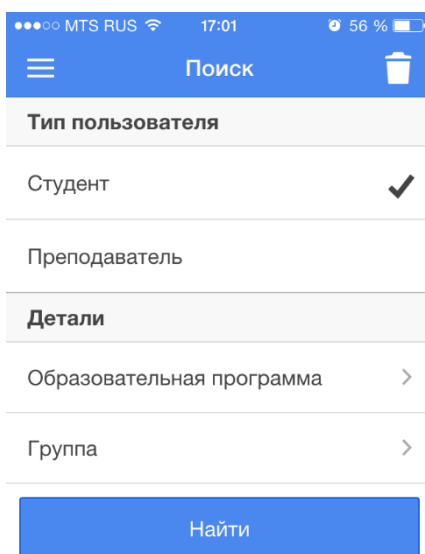 MTS RUS 17:01 56 %
Поиск
Тип пользователя
Студент
Преподаватель
Детали
Образовательная программа
Группа
Найти